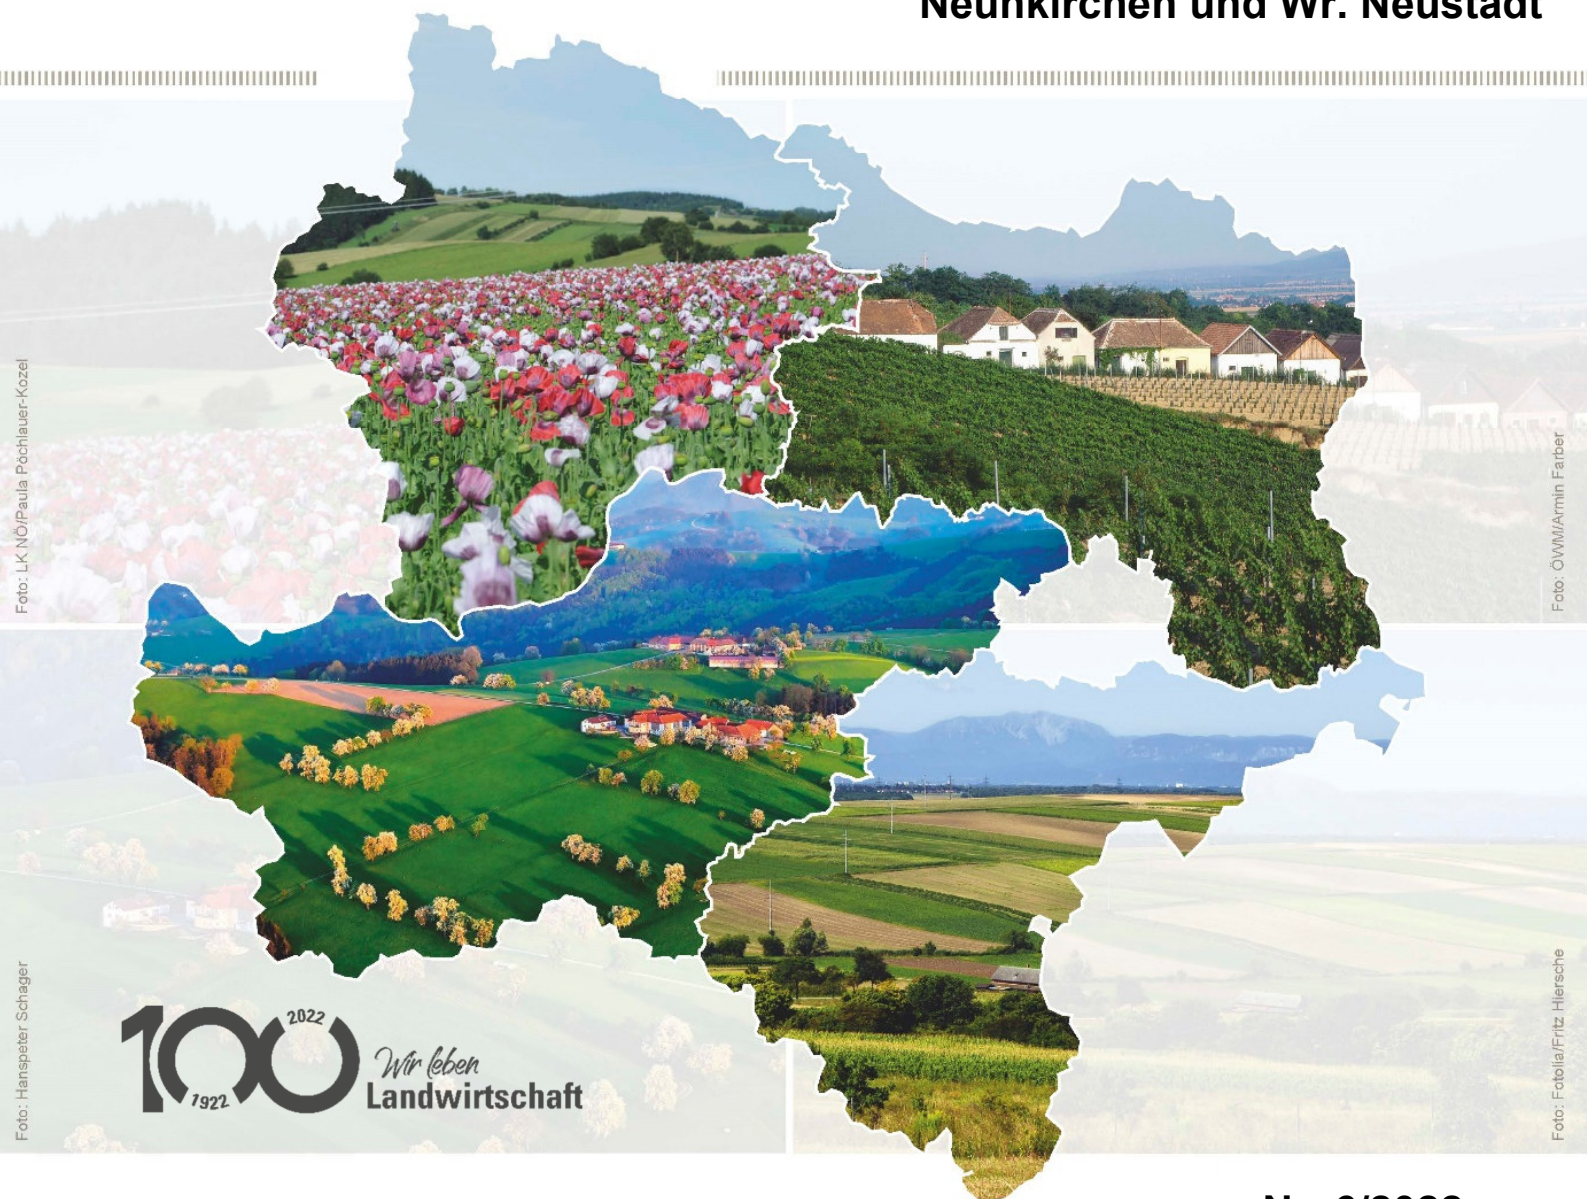 Neunkirchen und Wr. Neustadt
Foto: LK NÖ/Paula Pöchlauer-Kozel
Foto: ÖWM/Armin Farber
Foto: Hanspeter Schager
Foto: Fotolia/Fritz Hiersche
100
2022
1922
Wir leben
Landwirtschaft